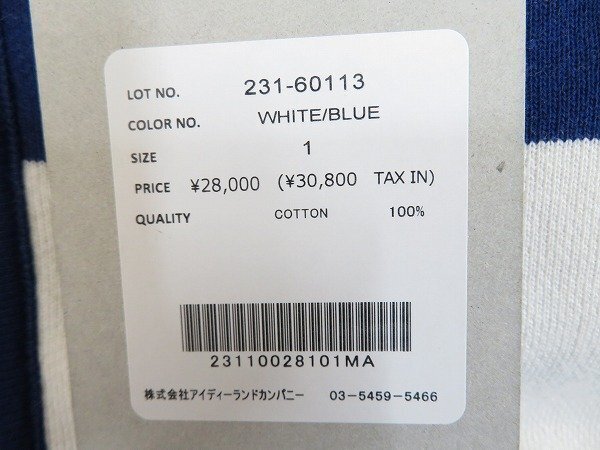 LOT NO. 231-60113
COLOR NO. WHITE/BLUE
SIZE 1
PRICE ¥28,000 (¥30,800 TAX IN)
QUALITY COTTON 100%
23110028101MA
株式会社アイディーランドカンパニー 03-5459-5466